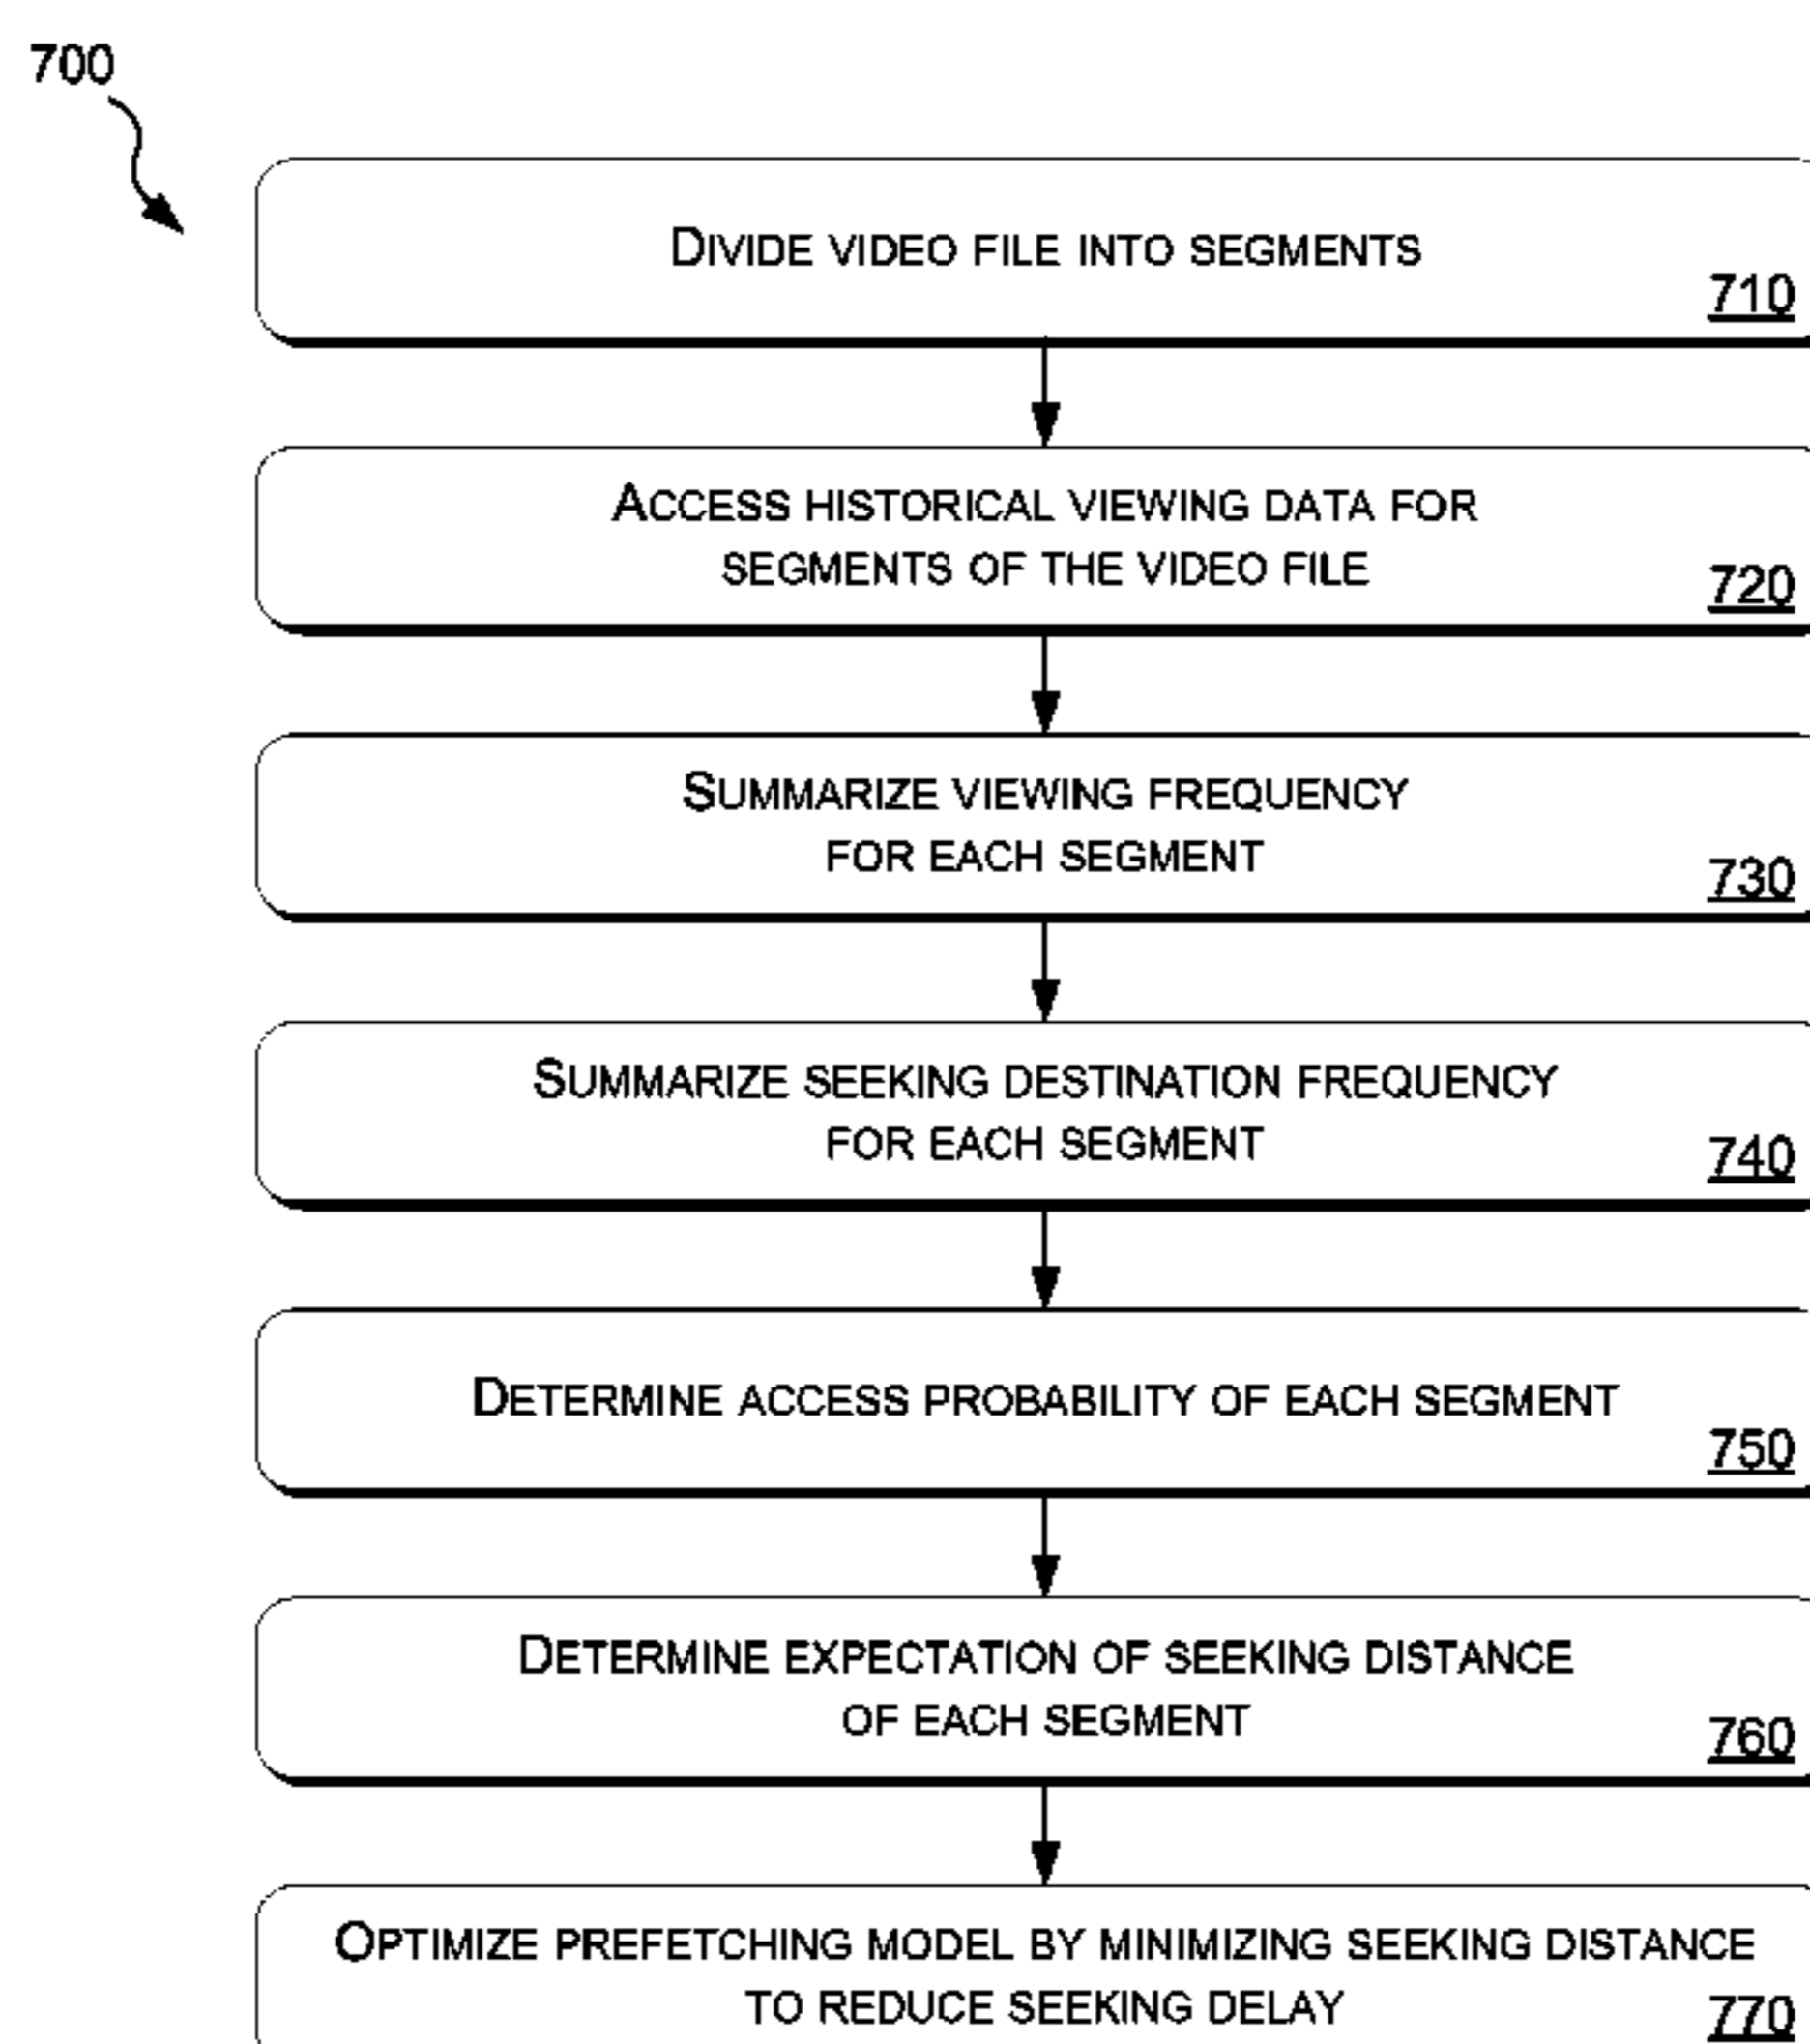 700
DIVIDE VIDEO FILE INTO SEGMENTS
710
ACCESS HISTORICAL VIEWING DATA FOR
SEGMENTS OF THE VIDEO FILE
720
SUMMARIZE VIEWING FREQUENCY
FOR EACH SEGMENT
730
SUMMARIZE SEEKING DESTINATION FREQUENCY
FOR EACH SEGMENT
740
DETERMINE ACCESS PROBABILITY OF EACH SEGMENT
750
DETERMINE EXPECTATION OF SEEKING DISTANCE
OF EACH SEGMENT
760
OPTIMIZE PREFETCHING MODEL BY MINIMIZING SEEKING DISTANCE
TO REDUCE SEEKING DELAY
770